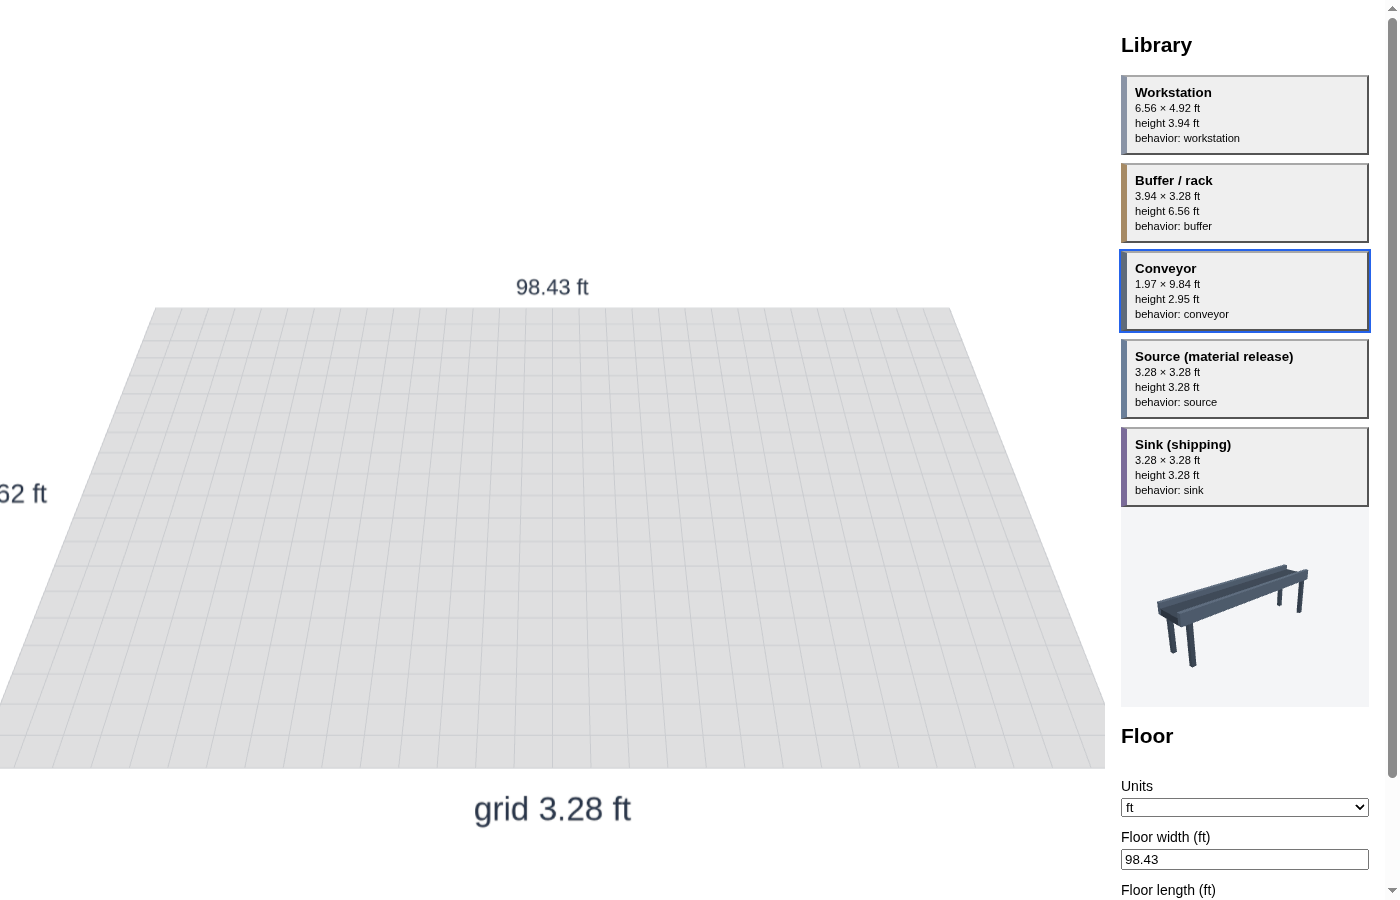 Library
Workstation
6.56 × 4.92 ft
height 3.94 ft
behavior: workstation
Buffer / rack
3.94 × 3.28 ft
height 6.56 ft
behavior: buffer
Conveyor
1.97 × 9.84 ft
height 2.95 ft
behavior: conveyor
Source (material release)
3.28 × 3.28 ft
height 3.28 ft
behavior: source
Sink (shipping)
3.28 × 3.28 ft
height 3.28 ft
behavior: sink
98.43 ft
62 ft
grid 3.28 ft
Floor
Units
ft
Floor width (ft)
98.43
Floor length (ft)